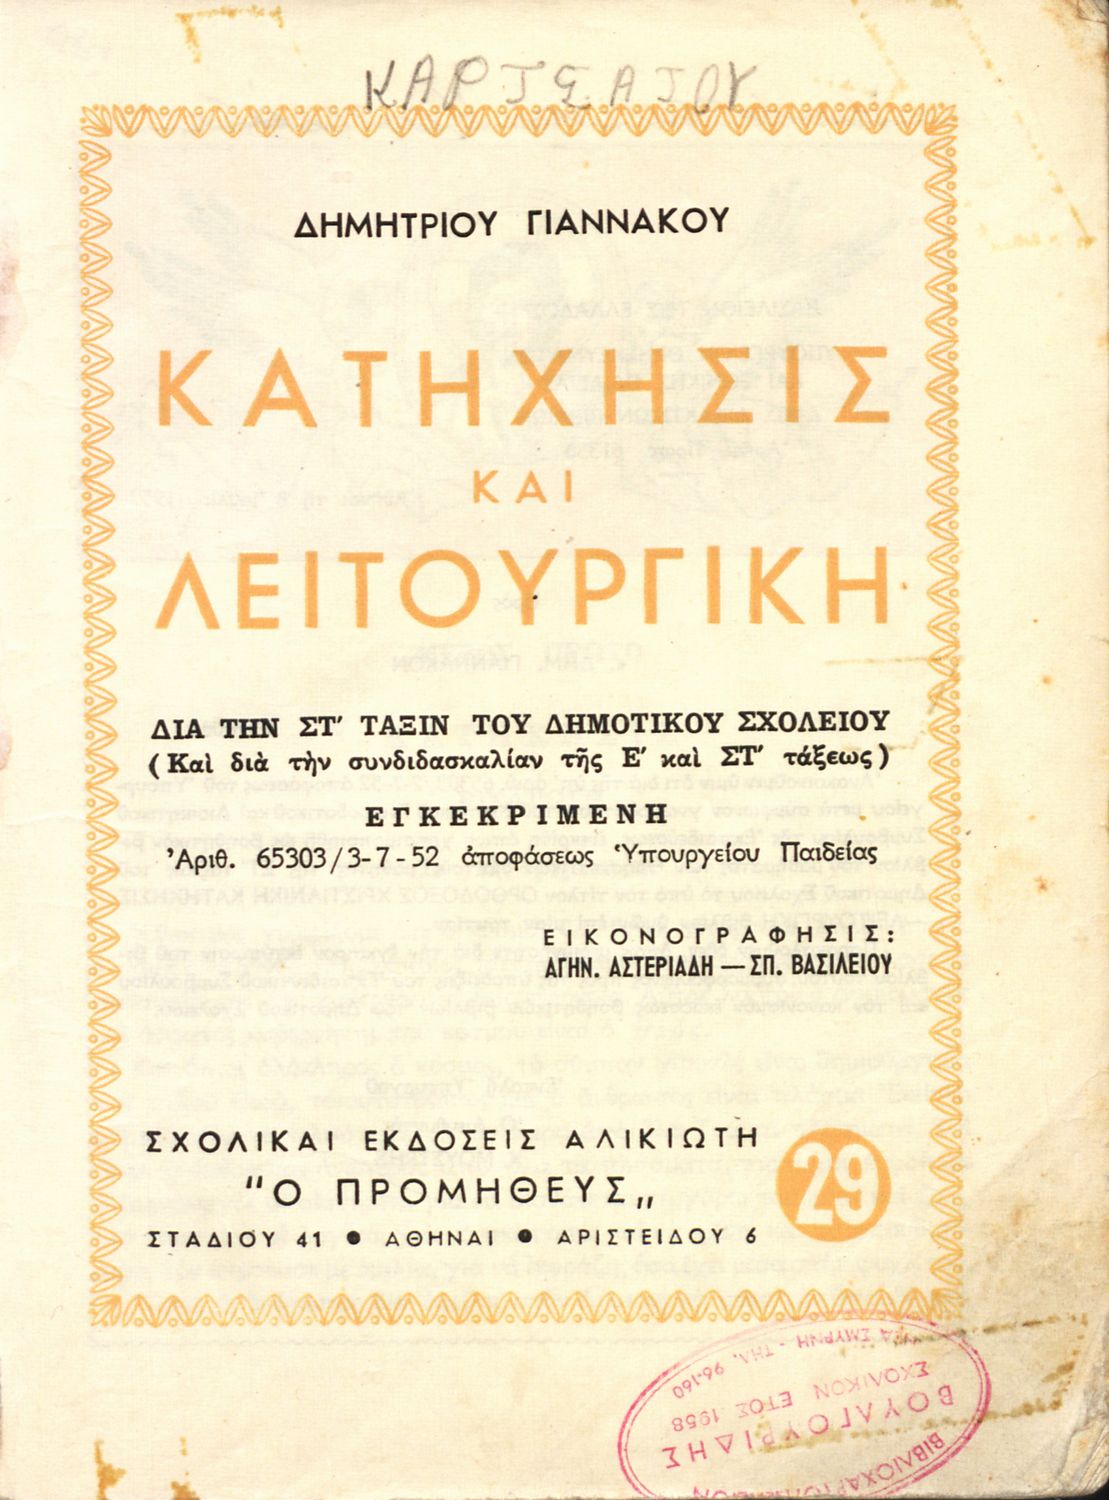 ΚΑΡΤΣΑΤΟΥ
ΔΗΜΗΤΡΙΟΥ ΓΙΑΝΝΑΚΟΥ
ΚΑΤΗΧΗΣΙΣ
ΚΑΙ
ΛΕΙΤΟΥΡΓΙΚΗ
ΔΙΑ ΤΗΝ ΣΤ' ΤΑΞΙΝ ΤΟΥ ΔΗΜΟΤΙΚΟΥ ΣΧΟΛΕΙΟΥ
(Καὶ διὰ τὴν συνδιδασκαλίαν τῆς Ε' καὶ ΣΤ' τάξεως)
ΕΓΚΕΚΡΙΜΕΝΗ
Ἀριθ. 65303/3-7-52 ἀποφάσεως Ὑπουργείου Παιδείας
ΕΙΚΟΝΟΓΡΑΦΗΣΙΣ:
ΑΓΗΝ. ΑΣΤΕΡΙΑΔΗ — ΣΠ. ΒΑΣΙΛΕΙΟΥ
ΣΧΟΛΙΚΑΙ ΕΚΔΟΣΕΙΣ ΑΛΙΚΙΩΤΗ
"Ο ΠΡΟΜΗΘΕΥΣ„
ΣΤΑΔΙΟΥ 41 ● ΑΘΗΝΑΙ ● ΑΡΙΣΤΕΙΔΟΥ 6
29
ΒΙΒΛΙΟΧΑΡΤΟΠΩΛΕΙΟΝ
ΒΟΥΛΓΟΥΡΙΔΗΣ
ΣΧΟΛΙΚΟΝ ΕΤΟΣ 1958
ΝΕΑ ΣΜΥΡΝΗ - ΤΗΛ. 96-160